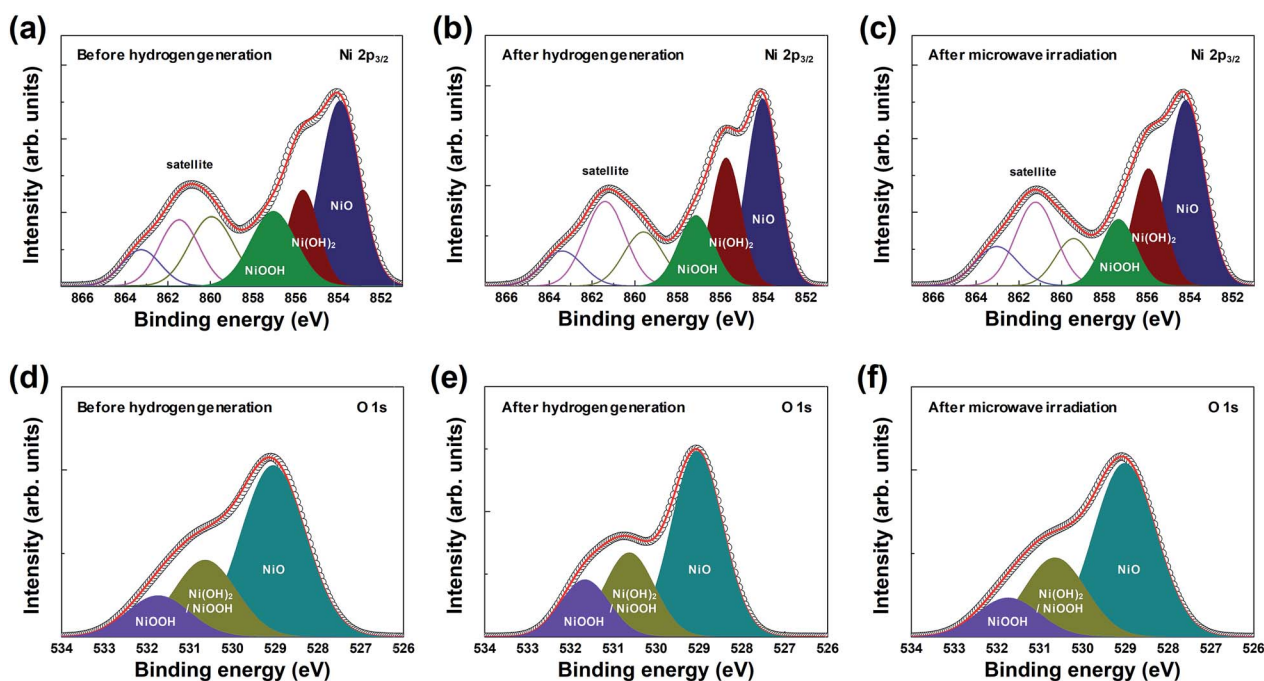 (a)
Before hydrogen generation Ni 2p3/2
satellite
NiO
Ni(OH)2
NiOOH
Intensity (arb. units)
866 864 862 860 858 856 854 852
Binding energy (eV)
(b)
After hydrogen generation Ni 2p3/2
satellite
NiO
Ni(OH)2
NiOOH
Intensity (arb. units)
866 864 862 860 858 856 854 852
Binding energy (eV)
(c)
After microwave irradiation Ni 2p3/2
satellite
NiO
Ni(OH)2
NiOOH
Intensity (arb. units)
866 864 862 860 858 856 854 852
Binding energy (eV)
(d)
Before hydrogen generation O 1s
NiO
Ni(OH)2
/ NiOOH
NiOOH
Intensity (arb. units)
534 532 531 530 529 528 527 526
Binding energy (eV)
(e)
After hydrogen generation O 1s
NiO
Ni(OH)2
/ NiOOH
NiOOH
Intensity (arb. units)
534 533 532 531 530 529 528 527 526
Binding energy (eV)
(f)
After microwave irradiation O 1s
NiO
Ni(OH)2
/ NiOOH
NiOOH
Intensity (arb. units)
534 533 532 531 530 529 528 527 526
Binding energy (eV)